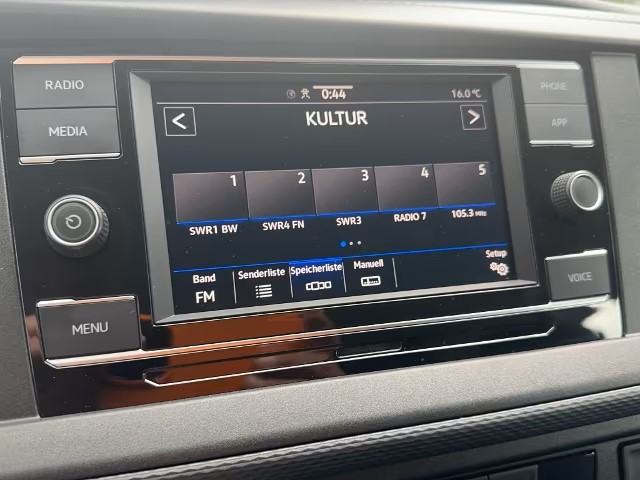 RADIO
MEDIA
MENU
0:44
16.0°C
<
KULTUR
>
1
2
3
4
5
SWR1 BW
SWR4 FN
SWR3
RADIO 7
105.3 MHz
Band
FM
Senderliste
Speicherliste
Manuell
Setup
PHONE
APP
VOICE